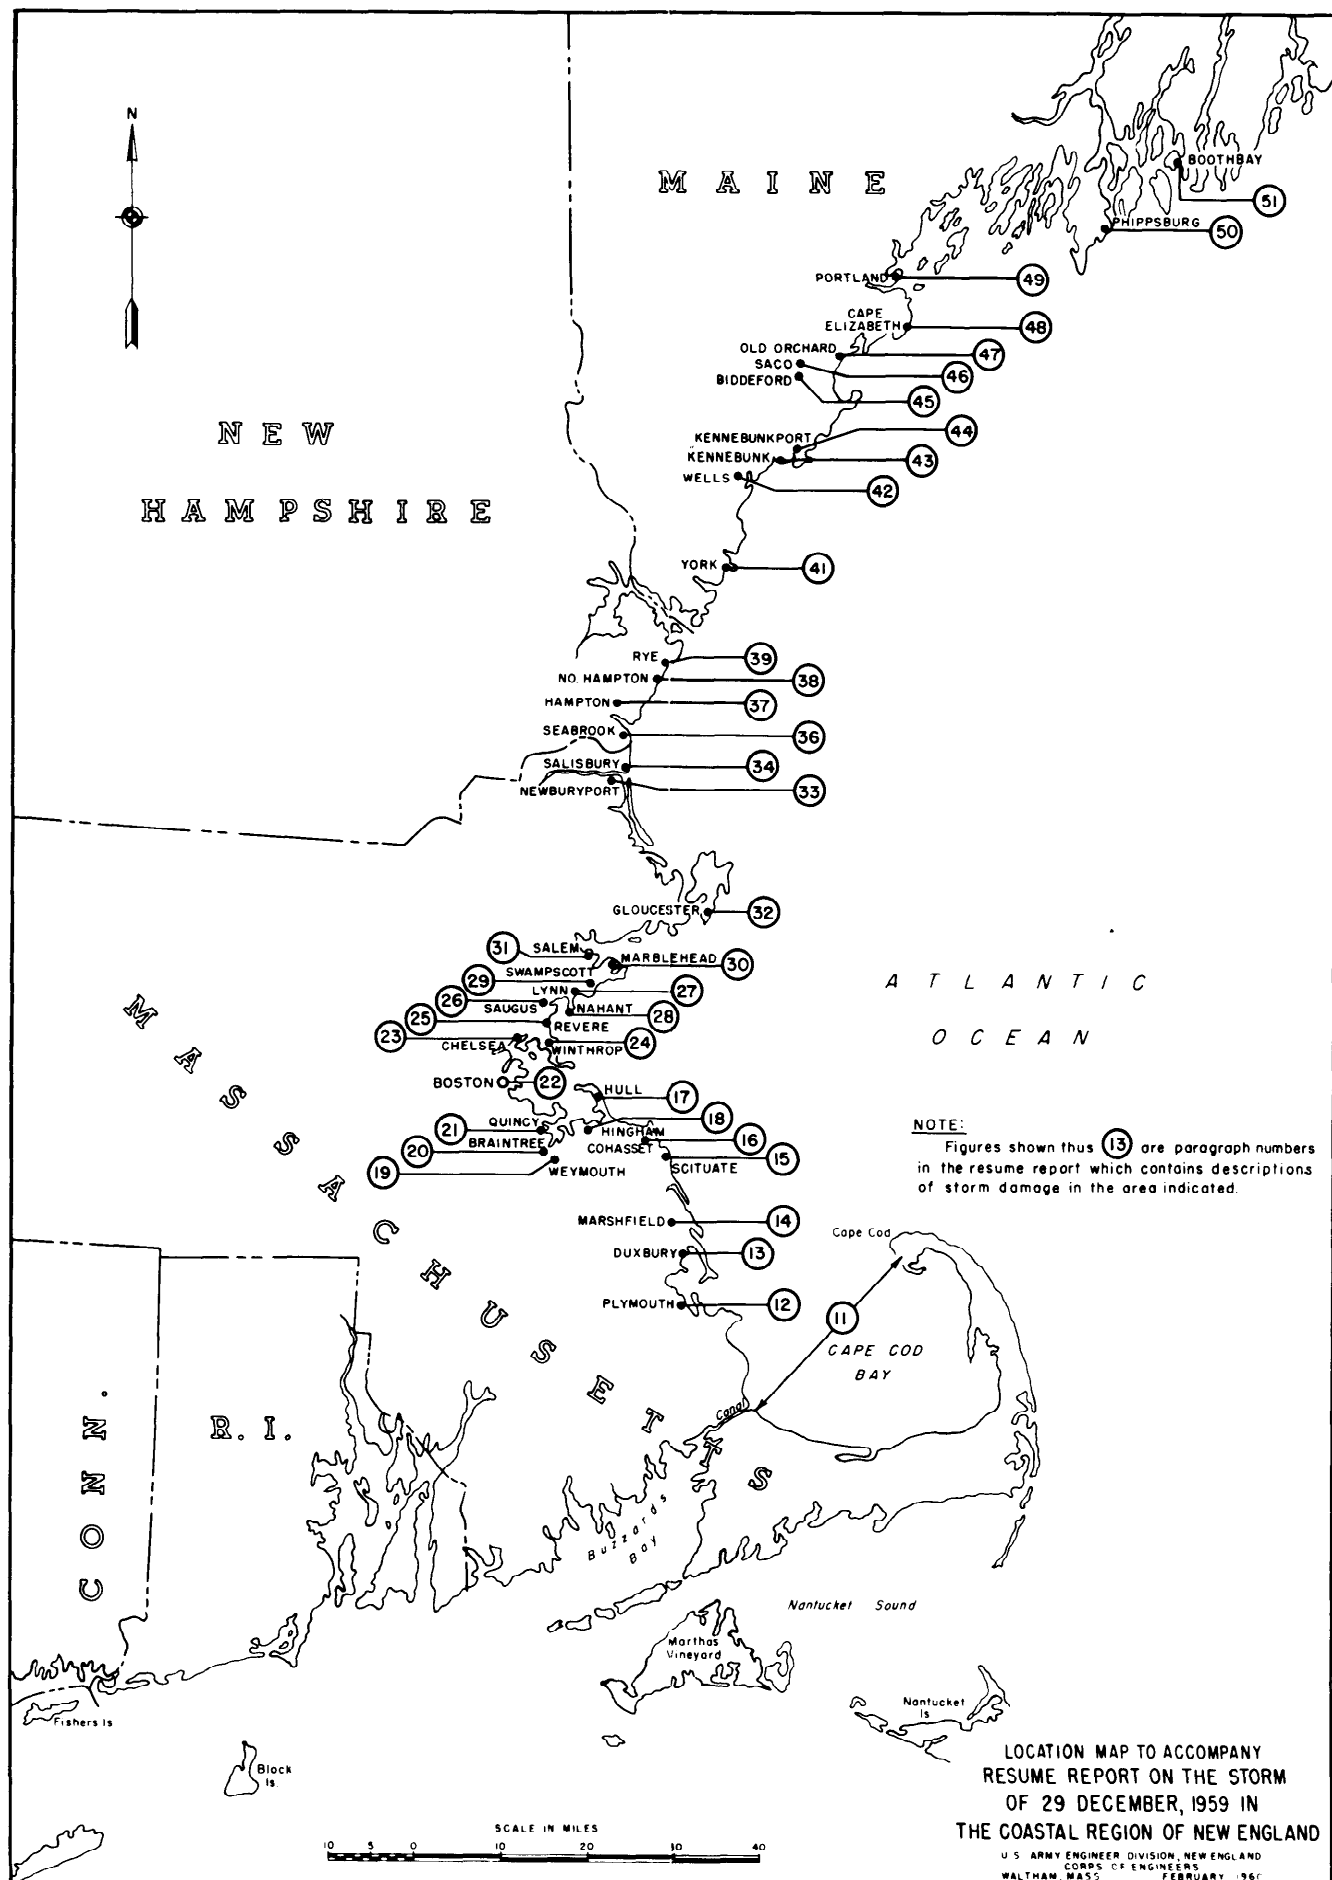 N
MAINE
BOOTHBAY
51
PHIPPSBURG
50
PORTLAND
49
CAPE
ELIZABETH
48
OLD ORCHARD
47
SACO
46
BIDDEFORD
45
NEW
HAMPSHIRE
KENNEBUNKPORT
44
KENNEBUNK
43
WELLS
42
YORK
41
RYE
39
NO. HAMPTON
38
HAMPTON
37
SEABROOK
36
SALISBURY
34
NEWBURYPORT
33
GLOUCESTER
32
31
SALEM
MARBLEHEAD
30
SWAMPSCOTT
29
LYNN
27
26
SAUGUS
NAHANT
28
25
REVERE
23
CHELSEA
WINTHROP
24
BOSTON
22
HULL
17
18
21
QUINCY
HINGHAM
20
BRAINTREE
COHASSET
16
19
WEYMOUTH
SCITUATE
15
MARSHFIELD
14
DUXBURY
13
PLYMOUTH
12
MASSACHUSETTS
ATLANTIC
OCEAN
NOTE:
Figures shown thus 13 are paragraph numbers
in the resume report which contains descriptions
of storm damage in the area indicated.
Cape Cod
11
CAPE COD
BAY
Canal
CONN.
R. I.
Buzzards
Bay
Nantucket Sound
Marthas
Vineyard
Nantucket
Is
Fishers Is
Block
Is.
LOCATION MAP TO ACCOMPANY
RESUME REPORT ON THE STORM
OF 29 DECEMBER, 1959 IN
THE COASTAL REGION OF NEW ENGLAND
U S ARMY ENGINEER DIVISION, NEW ENGLAND
CORPS OF ENGINEERS
WALTHAM, MASS FEBRUARY
SCALE IN MILES
10 5 0 10 20 30 40